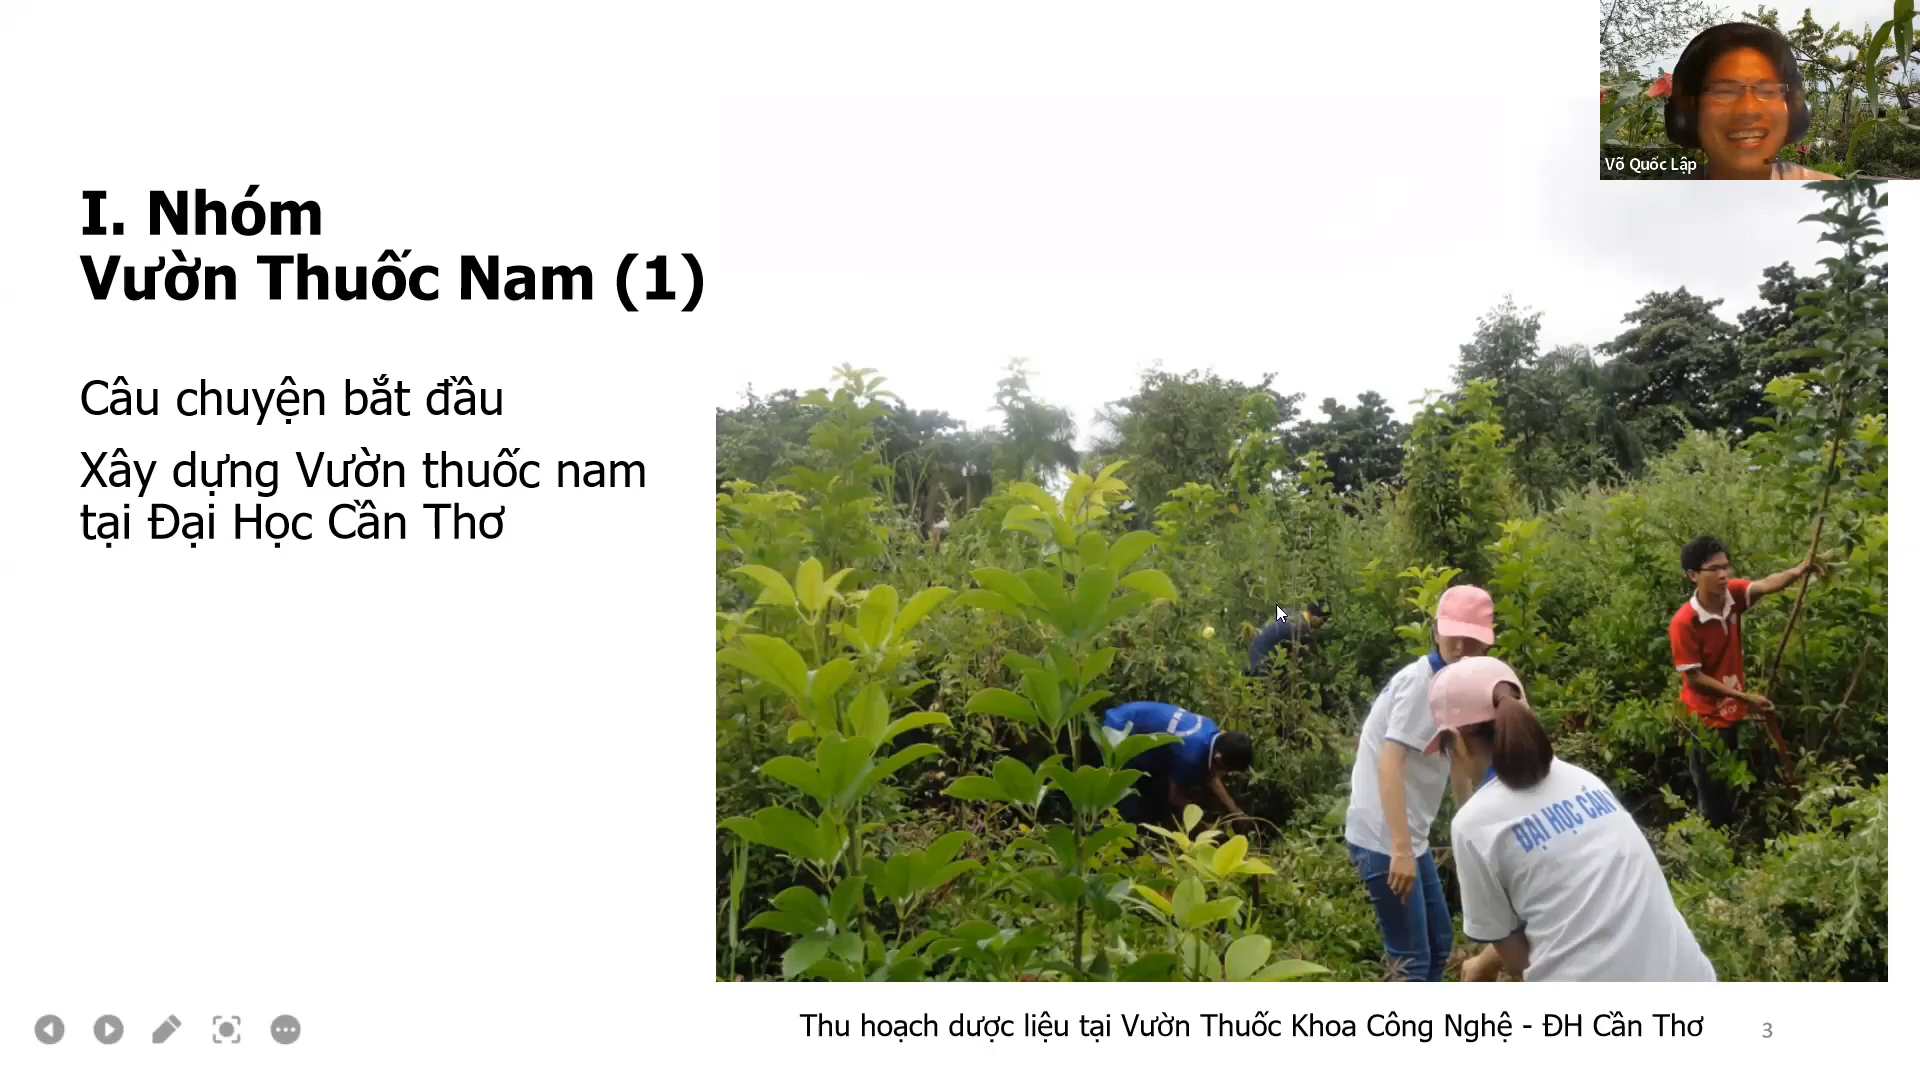 Võ Quốc Lập
I. Nhóm
Vườn Thuốc Nam (1)
Câu chuyện bắt đầu
Xây dựng Vườn thuốc nam
tại Đại Học Cần Thơ
ĐẠI HỌC CẦN
Thu hoạch dược liệu tại Vườn Thuốc Khoa Công Nghệ - ĐH Cần Thơ
3